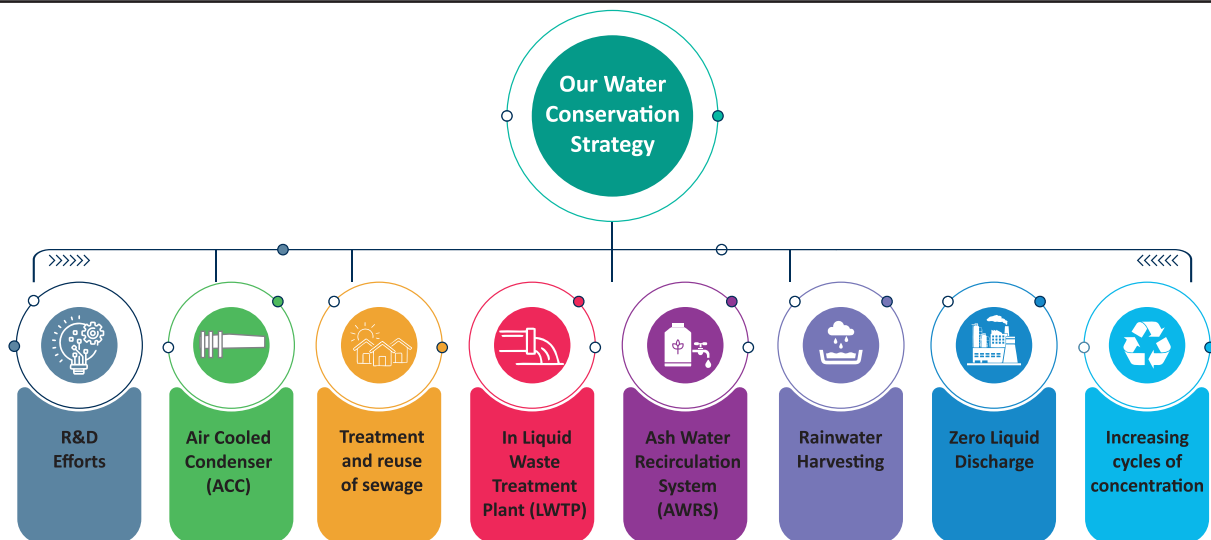 Our Water
Conservation
Strategy
R&D
Efforts
Air Cooled
Condenser
(ACC)
Treatment
and reuse
of sewage
In Liquid
Waste
Treatment
Plant (LWTP)
Ash Water
Recirculation
System
(AWRS)
Rainwater
Harvesting
Zero Liquid
Discharge
Increasing
cycles of
concentration